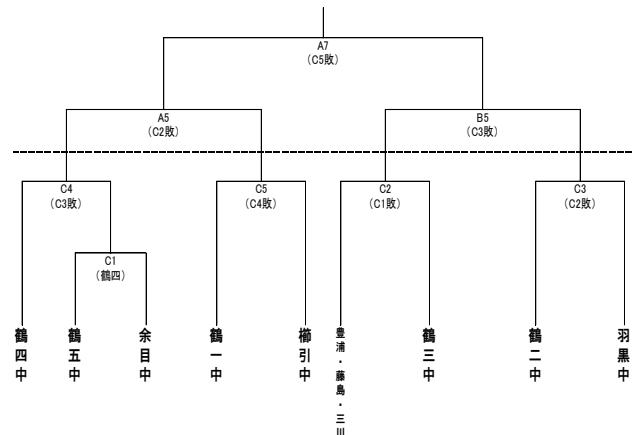 A7
（C5敗）
A5
（C2敗）
B5
（C3敗）
C4
（C3敗）
C5
（C4敗）
C2
（C1敗）
C3
（C2敗）
C1
（鶴四）
鶴四中
鶴五中
余目中
鶴一中
櫛引中
豊浦・藤島・三川
鶴三中
鶴二中
羽黒中